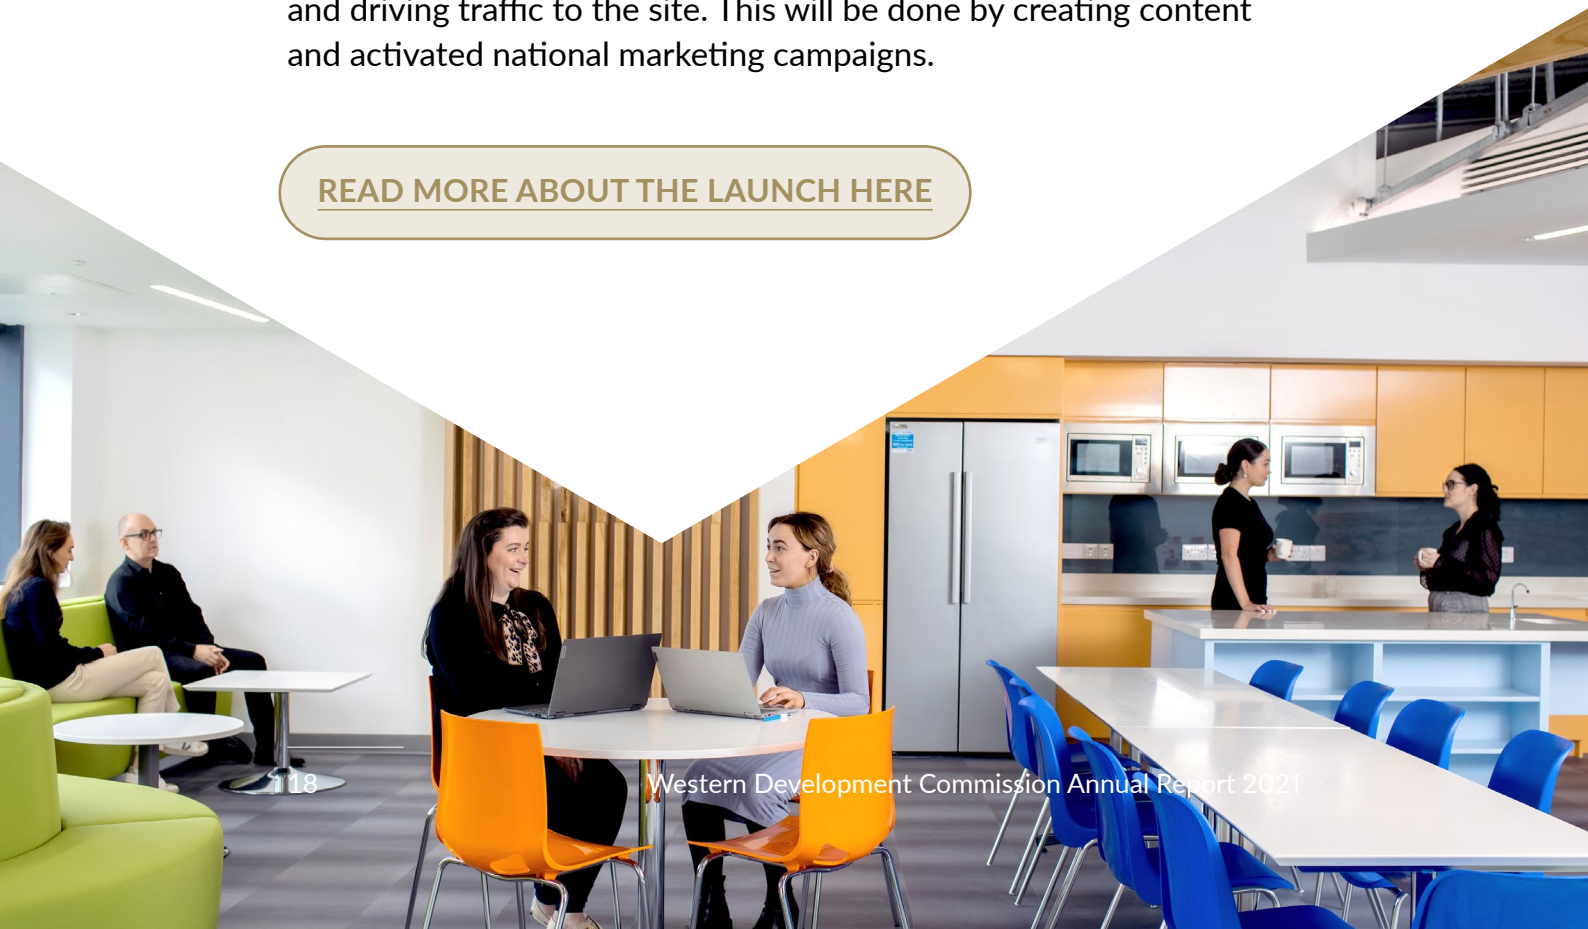 and driving traffic to the site. This will be done by creating content
and activated national marketing campaigns.
READ MORE ABOUT THE LAUNCH HERE
118
Western Development Commission Annual Report 2021